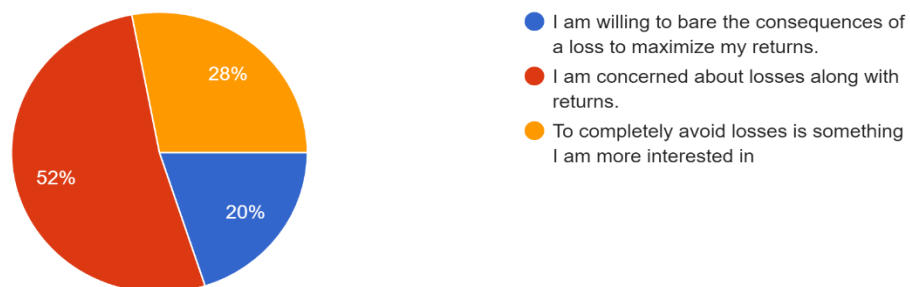 28%
52%
20%
I am willing to bare the consequences of
a loss to maximize my returns.
I am concerned about losses along with
returns.
To completely avoid losses is something
I am more interested in